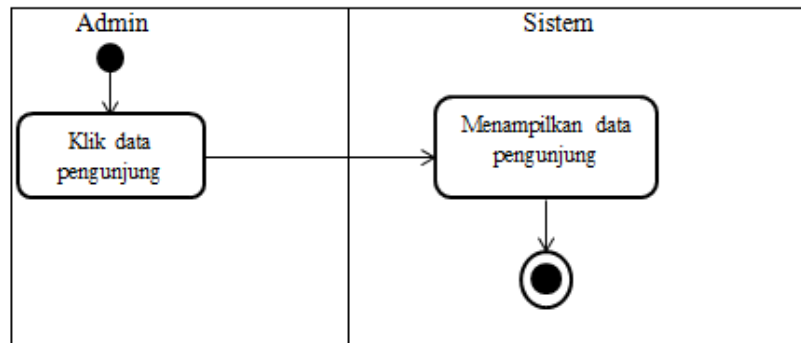 Admin
Sistem
Klik data
pengunjung
Menampilkan data
pengunjung